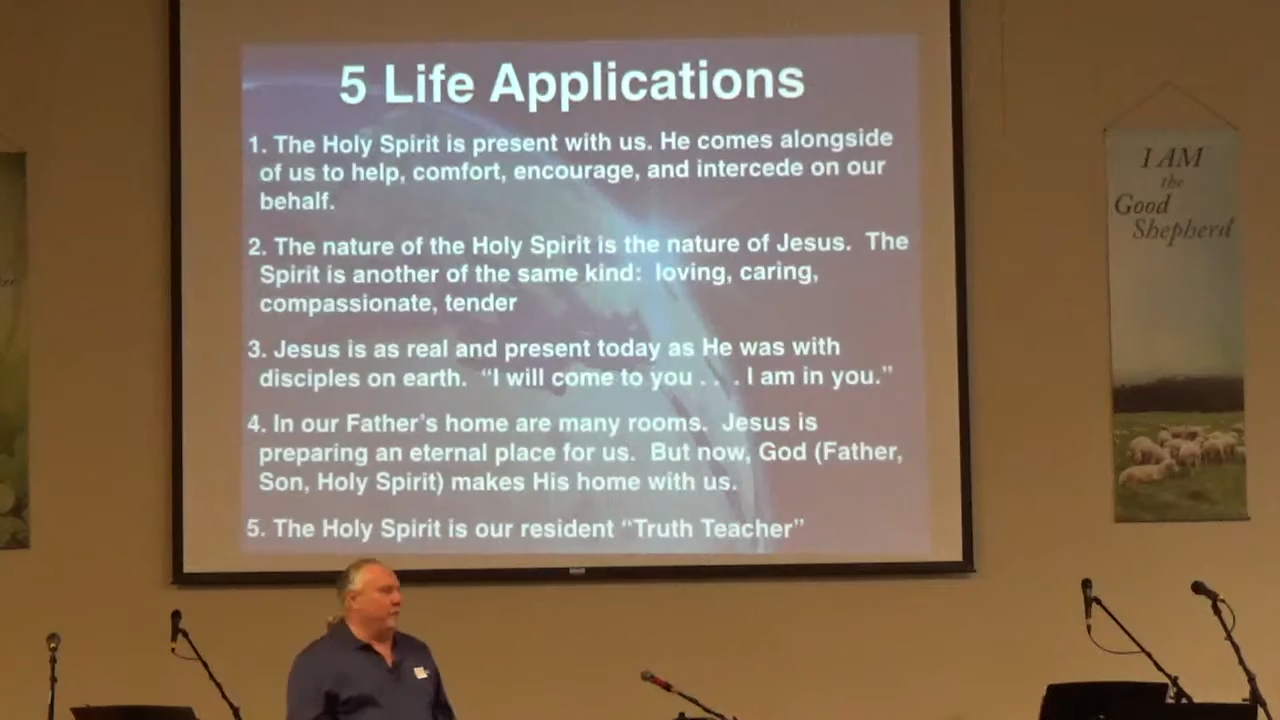 5 Life Applications
1. The Holy Spirit is present with us. He comes alongside
of us to help, comfort, encourage, and intercede on our
behalf.
2. The nature of the Holy Spirit is the nature of Jesus. The
Spirit is another of the same kind: loving, caring,
compassionate, tender
3. Jesus is as real and present today as He was with
disciples on earth. “I will come to you . . . I am in you.”
4. In our Father’s home are many rooms. Jesus is
preparing an eternal place for us. But now, God (Father,
Son, Holy Spirit) makes His home with us.
5. The Holy Spirit is our resident “Truth Teacher”
I AM
the
Good
Shepherd